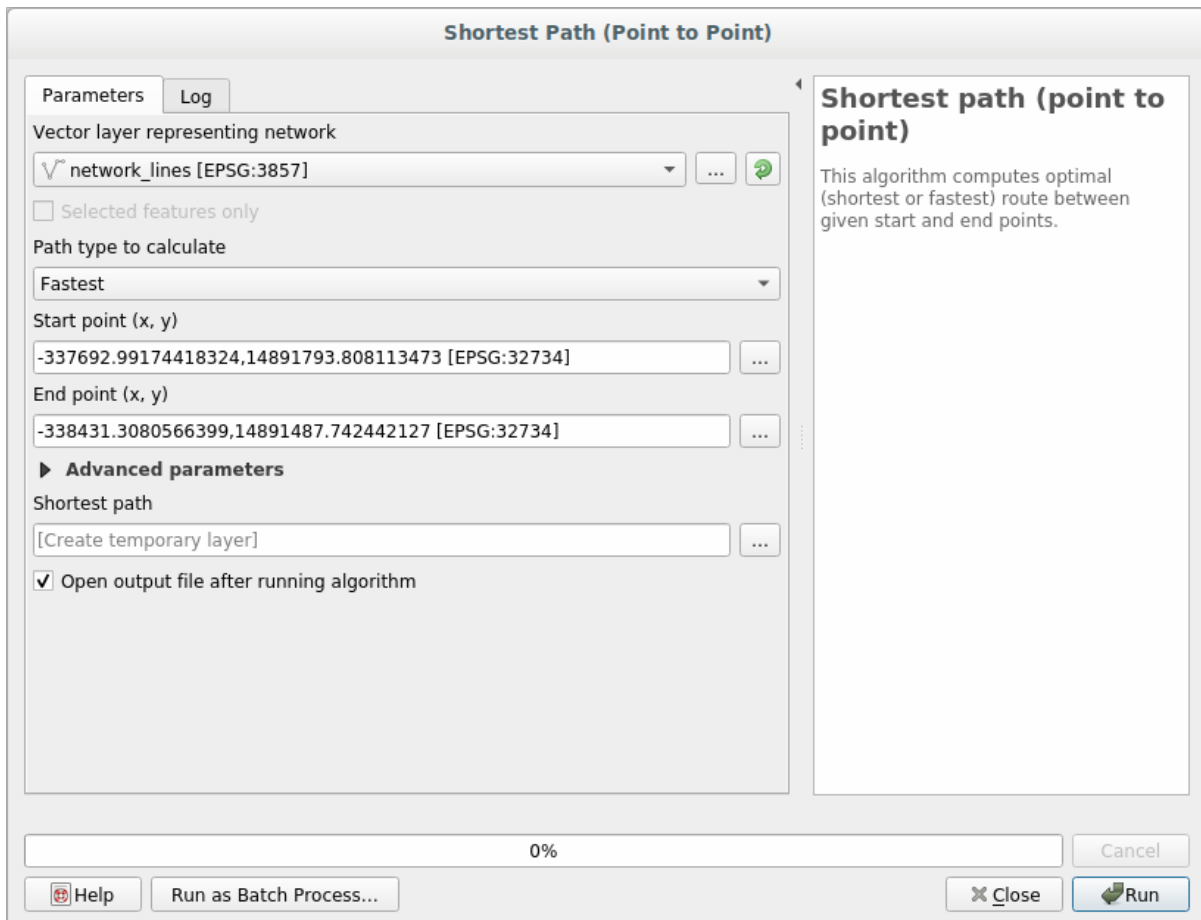 Shortest Path (Point to Point)
Parameters
Log
Vector layer representing network
network_lines [EPSG:3857]
...
Selected features only
Path type to calculate
Fastest
Start point (x, y)
-337692.99174418324,14891793.808113473 [EPSG:32734]
...
End point (x, y)
-338431.3080566399,14891487.742442127 [EPSG:32734]
...
Advanced parameters
Shortest path
[Create temporary layer]
...
Open output file after running algorithm
Shortest path (point to
point)
This algorithm computes optimal
(shortest or fastest) route between
given start and end points.
0%
Cancel
Help
Run as Batch Process...
Close
Run